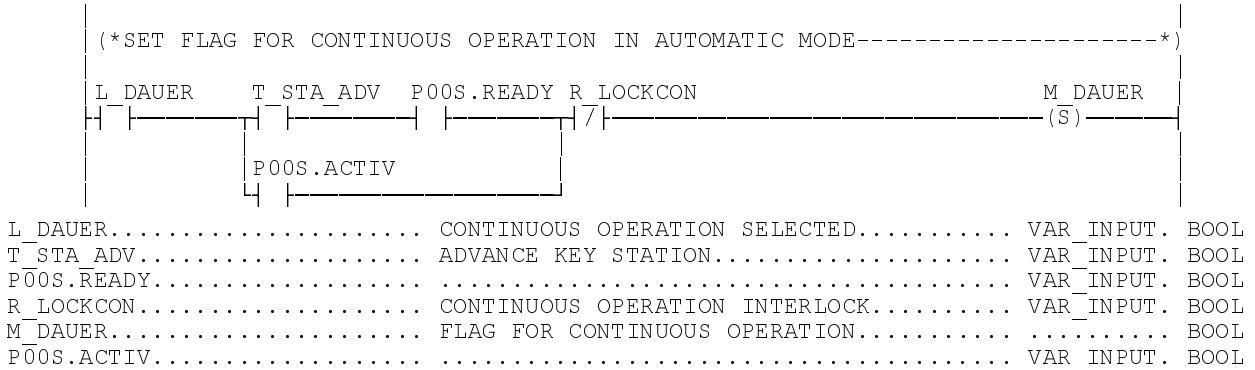 (*SET FLAG FOR CONTINUOUS OPERATION IN AUTOMATIC MODE---------------------*)
L_DAUER T_STA_ADV P00S.READY R_LOCKCON M_DAUER
/ (S)
P00S.ACTIV
L_DAUER...................... CONTINUOUS OPERATION SELECTED........... VAR_INPUT. BOOL
T_STA_ADV.................... ADVANCE KEY STATION..................... VAR_INPUT. BOOL
P00S.READY................... ........................................ VAR_INPUT. BOOL
R_LOCKCON.................... CONTINUOUS OPERATION INTERLOCK.......... VAR_INPUT. BOOL
M_DAUER...................... FLAG FOR CONTINUOUS OPERATION........... .......... BOOL
P00S.ACTIV................... ........................................ VAR INPUT. BOOL